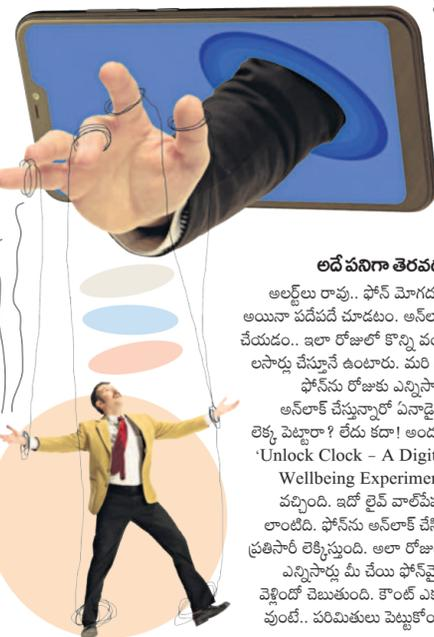 అదే పనిగా
అలర్ట్‌లు రావు.. ఫోన్ మోగద
అయినా పదేపదే చూడటం. అన్‌ల
చేయడం.. ఇలా రోజులో కొన్ని వం
లసార్లు చేస్తూనే ఉంటారు. మరి
ఫోన్‌ను రోజుకు ఎన్నిసా
అన్‌లాక్ చేస్తున్నారో ఏనాడై
లెక్క పెట్టారా? లేదు కదా! అంద
‘Unlock Clock – A Digit
Wellbeing Experimen
వచ్చింది. ఇదో లైవ్ వాల్‌పేప
లాంటిది. ఫోన్‌ను అన్‌లాక్ చేసి
ప్రతిసారీ లెక్కిస్తుంది. అలా రోజు
ఎన్నిసార్లు మీ చేయి ఫోన్‌వై
వెళ్లిందో చెబుతుంది. కౌంట్ ఎక
వుంటే.. పరిమితులు పెట్టుకోం